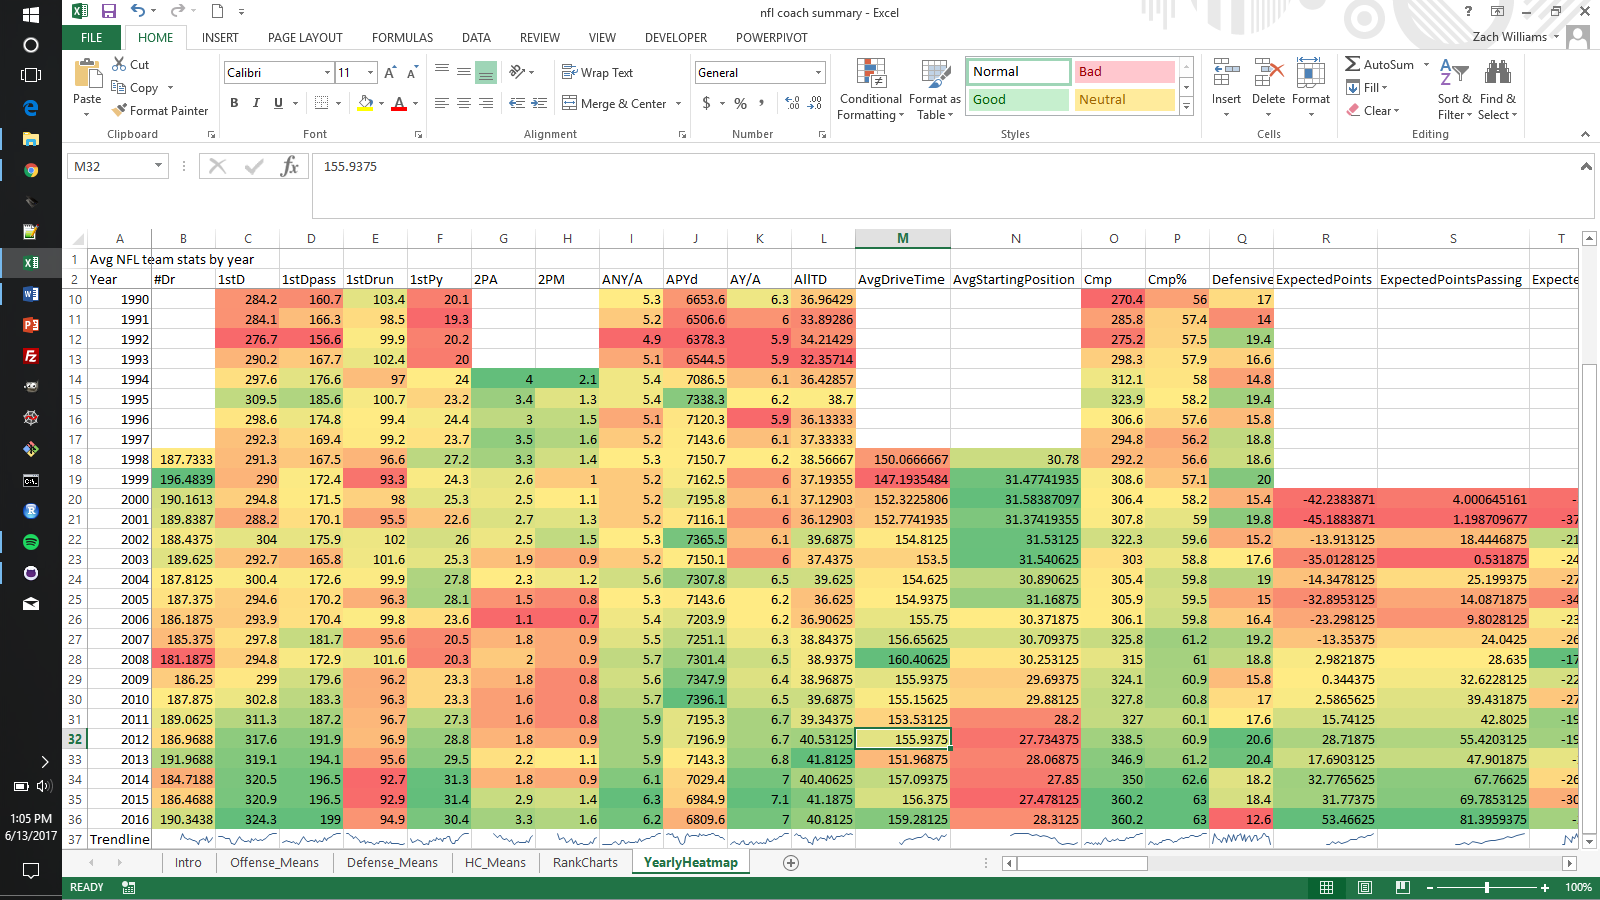 nfl coach summary - Excel
?
FILE HOME INSERT PAGE LAYOUT FORMULAS DATA REVIEW VIEW DEVELOPER POWERPIVOT Zach Williams
Cut Calibri 11 Wrap Text General Normal Bad AutoSum
Copy Fill
Paste Format Painter B I U Merge & Center $ % , Conditional Formatting Format as Table Good Neutral Insert Delete Format Clear Sort & Filter Find & Select
Clipboard Font Alignment Number Styles Cells Editing
M32 fx 155.9375
A B C D E F G H I J K L M N O P Q R S T
1 Avg NFL team stats by year
2 Year #Dr 1stD 1stDpass 1stDrun 1stPy 2PA 2PM ANY/A APYd AY/A AllTD AvgDriveTime AvgStartingPosition Cmp Cmp% Defensive ExpectedPoints ExpectedPointsPassing Expecte
10 1990 284.2 160.7 103.4 20.1 5.3 6653.6 6.3 36.96429 270.4 56 17
11 1991 284.1 166.3 98.5 19.3 5.2 6506.6 6 33.89286 285.8 57.4 14
12 1992 276.7 156.6 99.9 20.2 4.9 6378.3 5.9 34.21429 275.2 57.5 19.4
13 1993 290.2 167.7 102.4 20 5.1 6544.5 5.9 32.35714 298.3 57.9 16.6
14 1994 297.6 176.6 97 24 4 2.1 5.4 7086.5 6.1 36.42857 312.1 58 14.8
15 1995 309.5 185.6 100.7 23.2 3.4 1.3 5.4 7338.3 6.2 38.7 323.9 58.2 19.4
16 1996 298.6 174.8 99.4 24.4 3 1.5 5.1 7120.3 5.9 36.13333 306.6 57.6 15.8
17 1997 292.3 169.4 99.2 23.7 3.5 1.6 5.2 7143.6 6.1 37.33333 294.8 56.2 18.8
18 1998 187.7333 291.3 167.5 96.6 27.2 3.3 1.4 5.3 7150.7 6.2 38.56667 150.0666667 30.78 292.2 56.6 18.6
19 1999 196.4839 290 172.4 93.3 24.3 2.6 1 5.2 7162.5 6 37.19355 147.1935484 31.47741935 308.6 57.1 20
20 2000 190.1613 294.8 171.5 98 25.3 2.5 1.1 5.2 7195.8 6.1 37.12903 152.3225806 31.58387097 306.4 58.2 15.4 -42.2383871 4.000645161 -
21 2001 189.8387 288.2 170.1 95.5 22.6 2.7 1.3 5.2 7116.1 6 36.12903 152.7741935 31.37419355 307.8 59 19.8 -45.1883871 1.198709677 -37
22 2002 188.4375 304 175.9 102 26 2.5 1.5 5.3 7365.5 6.1 39.6875 154.8125 31.53125 322.3 59.6 15.2 -13.913125 18.4446875 -21
23 2003 189.625 292.7 165.8 101.6 25.3 1.9 0.9 5.2 7150.1 6 37.4375 153.5 31.540625 303 58.8 17.6 -35.0128125 0.531875 -24
24 2004 187.8125 300.4 172.6 99.9 27.8 2.3 1.2 5.6 7307.8 6.5 39.625 154.625 30.890625 305.4 59.8 19 -14.3478125 25.199375 -27
25 2005 187.375 294.6 170.2 96.3 28.1 1.5 0.8 5.3 7143.6 6.2 36.625 154.9375 31.16875 305.9 59.5 15 -32.8953125 14.0871875 -34
26 2006 186.1875 293.9 170.4 99.8 23.6 1.1 0.7 5.4 7203.9 6.2 36.90625 155.75 30.371875 306.1 59.8 16.4 -23.298125 9.8028125 -23
27 2007 185.375 297.8 181.7 95.6 20.5 1.8 0.9 5.5 7251.1 6.3 38.84375 156.65625 30.709375 325.8 61.2 19.2 -13.35375 24.0425 -26
28 2008 181.1875 294.8 172.9 101.6 20.3 2 0.9 5.7 7301.4 6.5 38.9375 160.40625 30.253125 315 61 18.8 2.9821875 28.635 -17
29 2009 186.25 299 179.6 96.2 23.3 1.8 0.8 5.6 7347.9 6.4 38.96875 155.9375 29.69375 324.1 60.9 15.8 0.344375 32.6228125 -22
30 2010 187.875 302.8 183.3 96.3 23.3 1.6 0.8 5.7 7396.1 6.5 39.6875 155.15625 29.88125 327.8 60.8 17 2.5865625 39.431875 -27
31 2011 189.0625 311.3 187.2 96.7 27.3 1.6 0.8 5.9 7195.3 6.7 39.34375 153.53125 28.2 327 60.1 17.6 15.74125 42.8025 -19
32 2012 186.9688 317.6 191.9 96.9 28.8 1.8 0.9 5.9 7196.9 6.7 40.53125 155.9375 27.734375 338.5 60.9 20.6 28.71875 55.4203125 -19
33 2013 191.9688 319.1 194.1 95.6 29.5 2.2 1.1 5.9 7143.3 6.8 41.8125 151.96875 28.06875 346.9 61.2 20.4 17.6903125 47.901875 -
34 2014 184.7188 320.5 196.5 92.7 31.3 1.8 0.9 6.1 7029.4 7 40.40625 157.09375 27.85 350 62.6 18.2 32.7765625 67.76625 -26
35 2015 186.4688 320.9 196.5 92.9 31.4 2.9 1.4 6.3 6984.9 7.1 41.1875 156.375 27.478125 360.2 63 18.4 31.77375 69.7853125 -30
36 2016 190.3438 324.3 199 94.9 30.4 3.3 1.6 6.2 6809.6 7 40.8125 159.28125 28.3125 360.2 63 12.6 53.46625 81.3959375 -
37 Trendline
1:05 PM
6/13/2017
Intro Offense_Means Defense_Means HC_Means RankCharts YearlyHeatmap
READY 100%